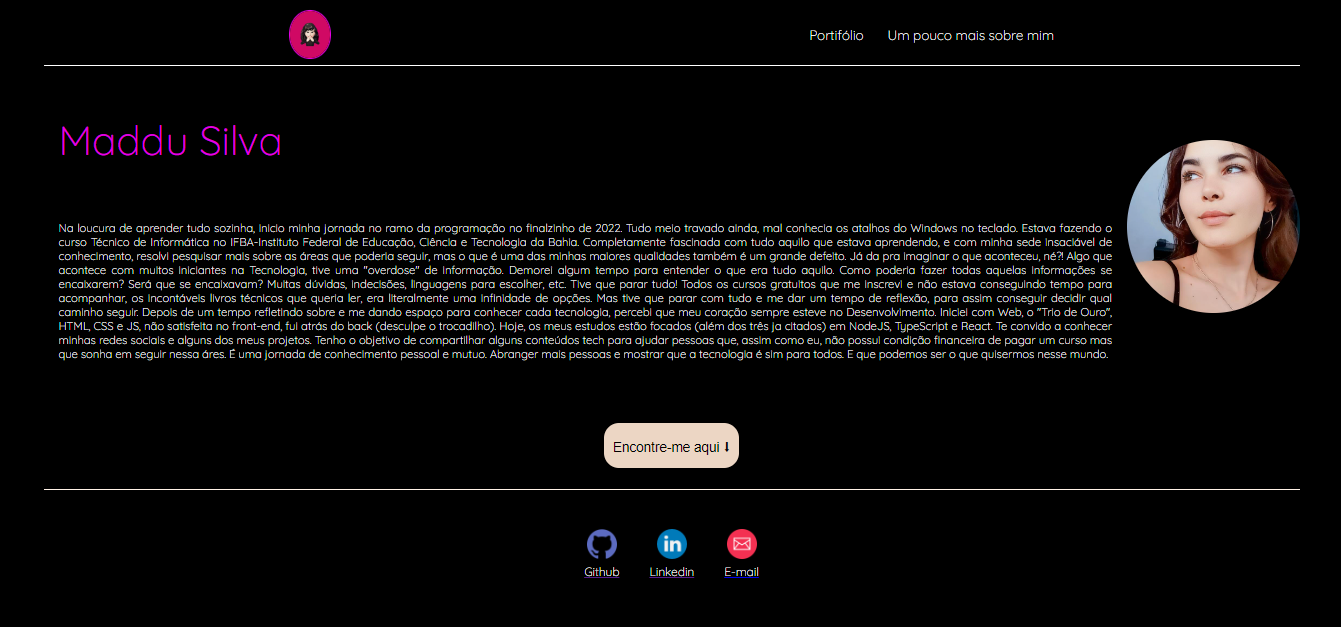 Portifólio Um pouco mais sobre mim
Maddu Silva
Na loucura de aprender tudo sozinha, inicio minha jornada no ramo da programação no finalzinho de 2022. Tudo meio travado ainda, mal conhecia os atalhos do Windows no teclado. Estava fazendo o
curso Técnico de Informática no IFBA-Instituto Federal de Educação, Ciência e Tecnologia da Bahia. Completamente fascinada com tudo aquilo que estava aprendendo, e com minha sede insaciável de
conhecimento, resolvi pesquisar mais sobre as áreas que poderia seguir, mas o que é uma das minhas maiores qualidades também é um grande defeito. Já da pra imaginar o que aconteceu, né?! Algo que
acontece com muitos iniciantes na Tecnologia, tive uma "overdose" de informação. Demorei algum tempo para entender o que era tudo aquilo. Como poderia fazer todas aquelas informações se
encaixarem? Será que se encaixavam? Muitas dúvidas, indecisões, linguagens para escolher, etc. Tive que parar tudo! Todos os cursos gratuitos que me inscrevi e não estava conseguindo tempo para
acompanhar, os incontáveis livros técnicos que queria ler, era literalmente uma infinidade de opções. Mas tive que parar com tudo e me dar um tempo de reflexão, para assim conseguir decidir qual
caminho seguir. Depois de um tempo refletindo sobre e me dando espaço para conhecer cada tecnologia, percebi que meu coração sempre esteve no Desenvolvimento. Iniciei com Web, o "Trio de Ouro",
HTML, CSS e JS, não satisfeita no front-end, fui atrás do back (desculpe o trocadilho). Hoje, os meus estudos estão focados (além dos três ja citados) em NodeJS, TypeScript e React. Te convido a conhecer
minhas redes sociais e alguns dos meus projetos. Tenho o objetivo de compartilhar alguns conteúdos tech para ajudar pessoas que, assim como eu, não possui condição financeira de pagar um curso mas
que sonha em seguir nessa áres. É uma jornada de conhecimento pessoal e mutuo. Abranger mais pessoas e mostrar que a tecnologia é sim para todos. E que podemos ser o que quisermos nesse mundo.
Encontre-me aqui ⬇
in
Github Linkedin E-mail